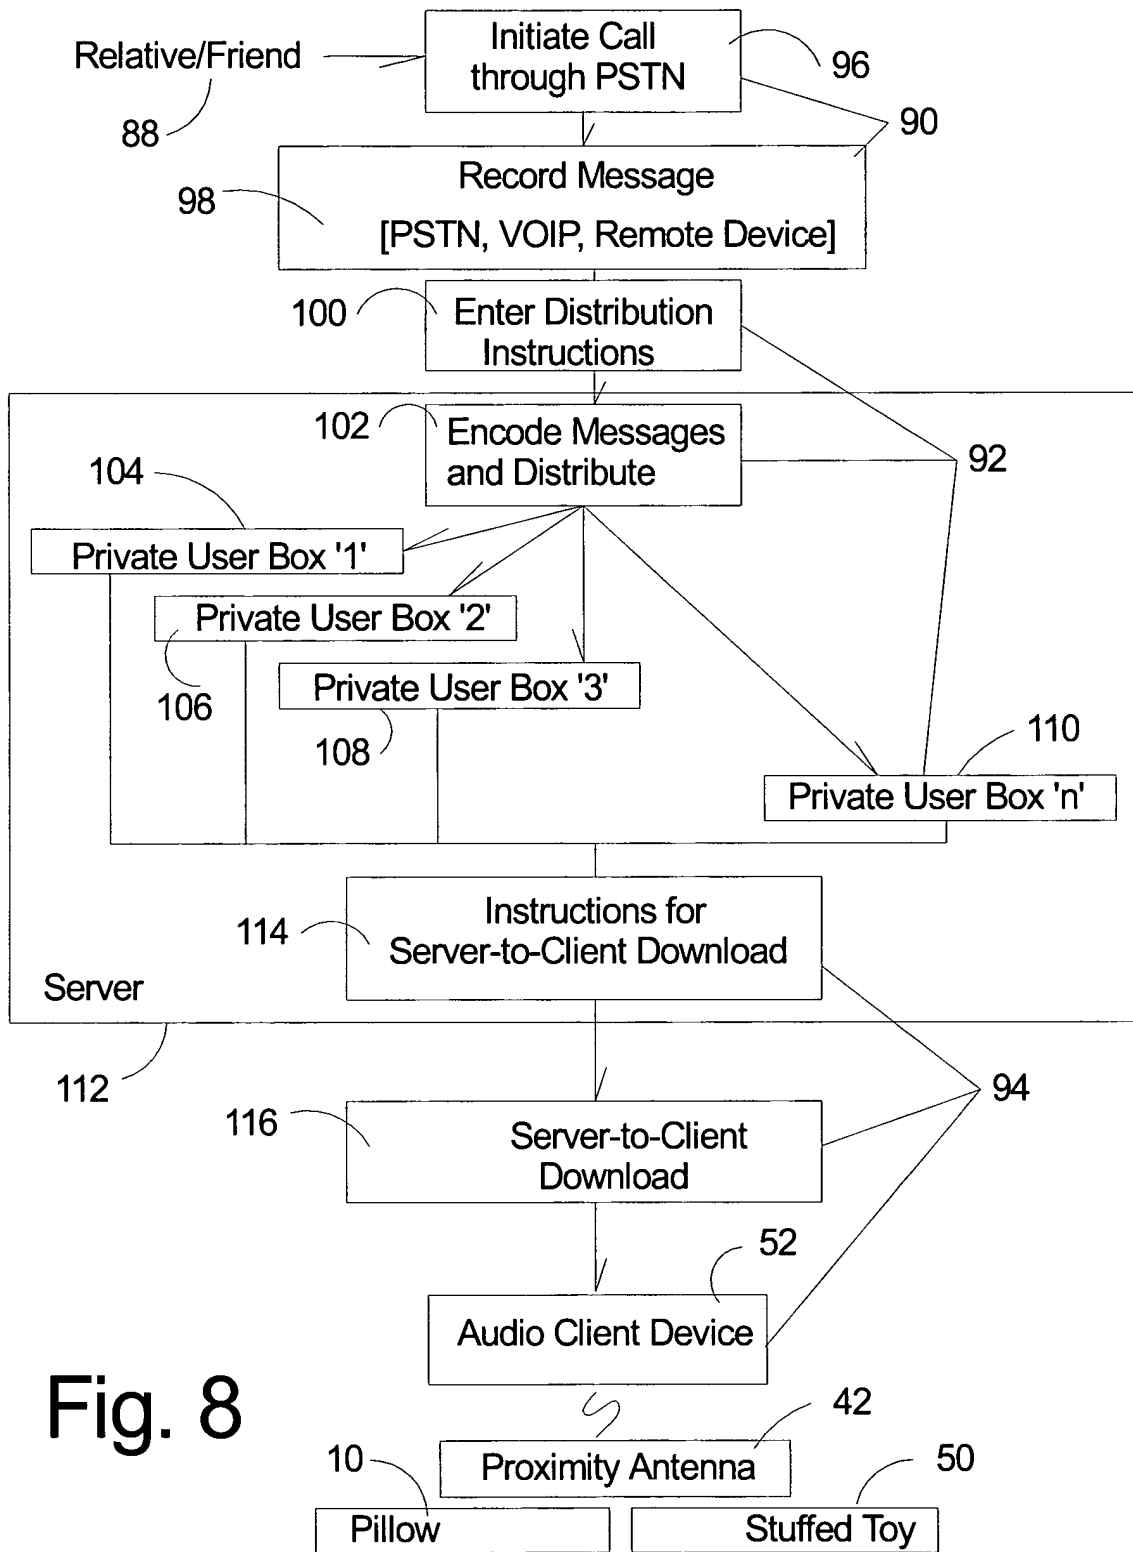 Initiate Call
through PSTN
Relative/Friend
96
88
90
Record Message
[PSTN, VOIP, Remote Device]
98
100
Enter Distribution
Instructions
102
Encode Messages
and Distribute
92
104
Private User Box '1'
Private User Box '2'
106
Private User Box '3'
108
110
Private User Box 'n'
114
Instructions for
Server-to-Client Download
Server
112
94
116
Server-to-Client
Download
52
Audio Client Device
Fig. 8
42
Proximity Antenna
10
50
Pillow
Stuffed Toy